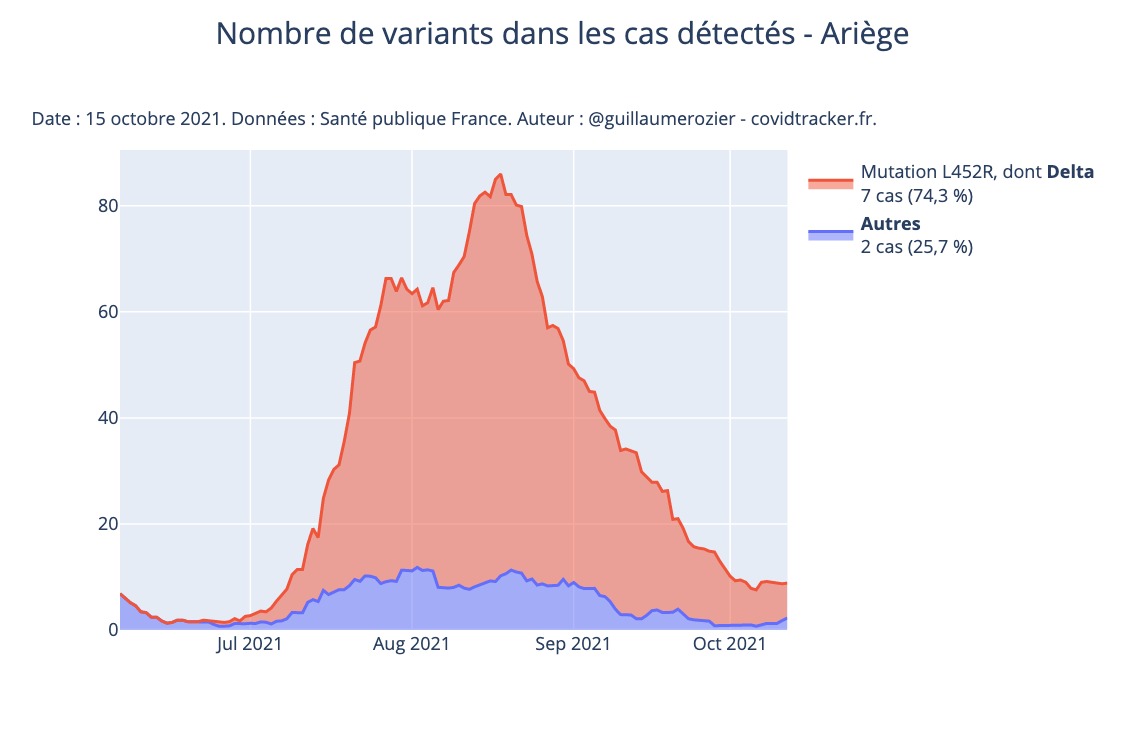 Nombre de variants dans les cas détectés - Ariège
Date : 15 octobre 2021. Données : Santé publique France. Auteur : @guillaumerozier - covidtracker.fr.
Mutation L452R, dont Delta
7 cas (74,3 %)
Autres
2 cas (25,7 %)
80
60
40
20
0
Jul 2021
Aug 2021
Sep 2021
Oct 2021